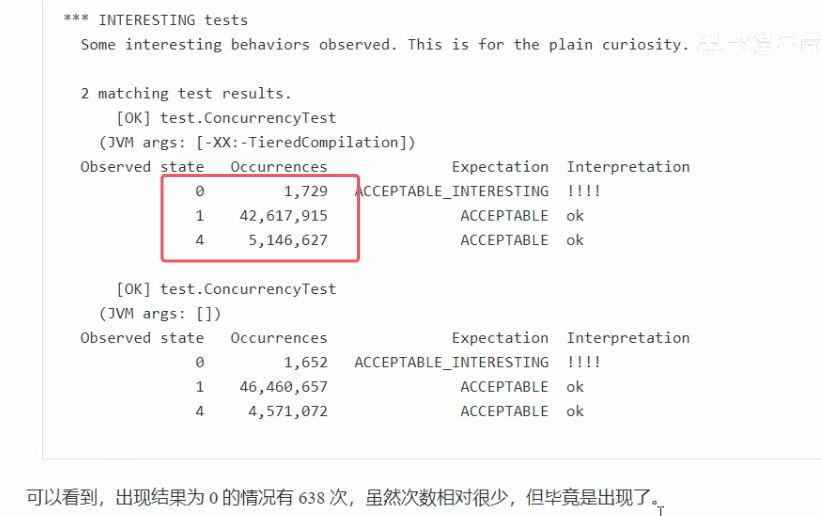 *** INTERESTING tests
Some interesting behaviors observed. This is for the plain curiosity.
2 matching test results.
[OK] test.ConcurrencyTest
(JVM args: [-XX:-TieredCompilation])
Observed state Occurrences Expectation Interpretation
0 1,729 ACCEPTABLE_INTERESTING !!!!
1 42,617,915 ACCEPTABLE ok
4 5,146,627 ACCEPTABLE ok
[OK] test.ConcurrencyTest
(JVM args: [])
Observed state Occurrences Expectation Interpretation
0 1,652 ACCEPTABLE_INTERESTING !!!!
1 46,460,657 ACCEPTABLE ok
4 4,571,072 ACCEPTABLE ok
可以看到，出现结果为 0 的情况有 638 次，虽然次数相对很少，但毕竟是出现了。